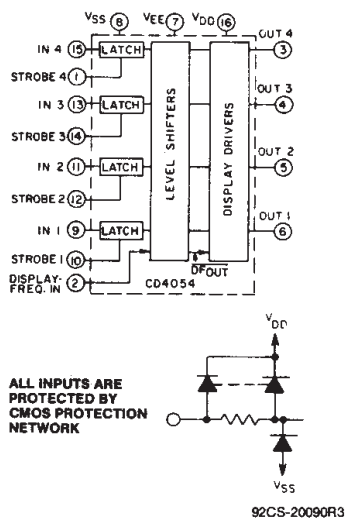 VSS VEE VDD OUT 4
8 7 16
IN 4 15 LATCH 3
STROBE 4 1
OUT 3
IN 3 13 LATCH 4
STROBE 3 14
LEVEL SHIFTERS
DISPLAY DRIVERS
OUT 2
IN 2 11 LATCH 5
STROBE 2 12
OUT 1
IN 1 9 LATCH 6
STROBE 1 10
DISPLAY-
FREQ. IN 2
DFOUT
CD4054
VDD
ALL INPUTS ARE
PROTECTED BY
CMOS PROTECTION
NETWORK
VSS
92CS-20090R3